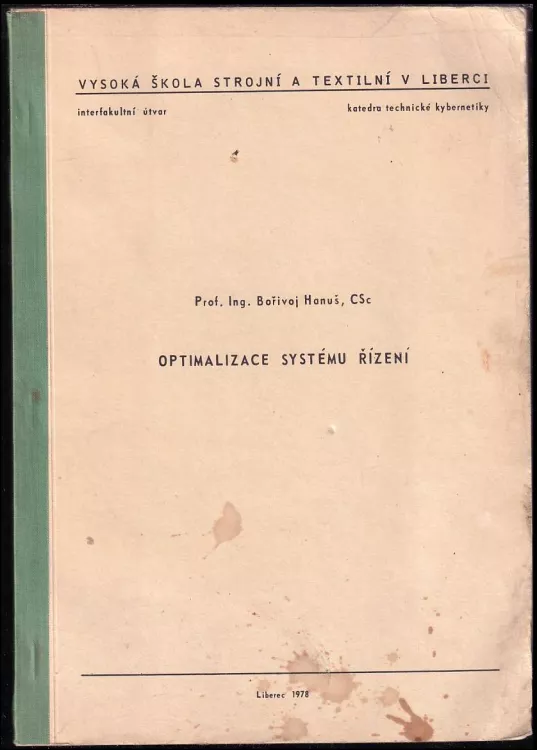 VYSOKÁ ŠKOLA STROJNÍ A TEXTILNÍ V LIBERCI
interfakultní útvar
katedra technické kybernetiky
Prof. Ing. Bořivoj Hanuš, CSc
OPTIMALIZACE SYSTÉMU ŘÍZENÍ
Liberec 1978